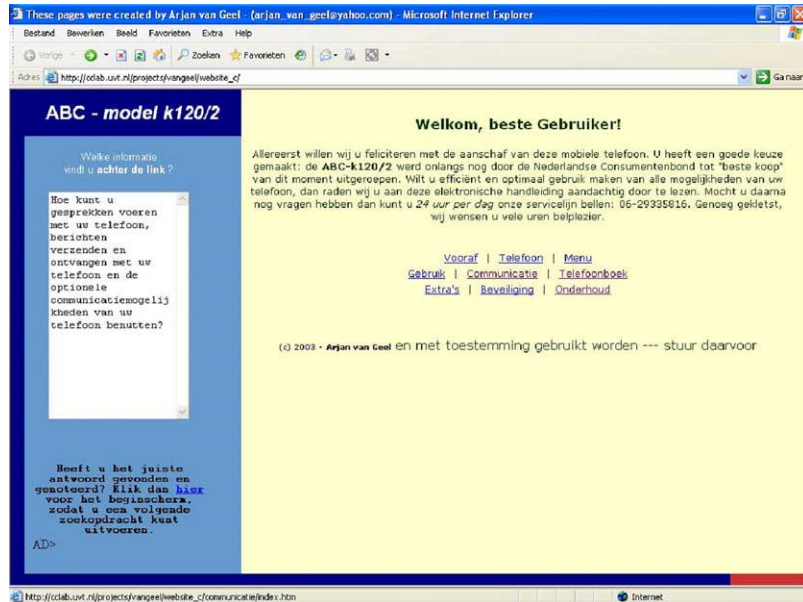 These pages were created by Arjan van Geel - (arjan_van_geel@yahoo.com) - Microsoft Internet Explorer
Bestand Bewerken Beeld Favorieten Extra Help
Vorige Zoeken Favorieten
Adres http://cclab.uvt.nl/projects/vangeel/website_c/ Ga naar
ABC - model k120/2
Welke informatie
vindt u achter de link ?
Hoe kunt u
gesprekken voeren
met uw telefoon,
berichten
verzenden en
ontvangen met uw
telefoon en de
optionele
communicatiemogelij
kheden van uw
telefoon benutten?
Heeft u het juiste
antwoord gevonden en
genoteerd? Klik dan hier
voor het beginscherm,
zodat u een volgende
zoekopdracht kunt
uitvoeren.
AD>
Welkom, beste Gebruiker!
Allereerst willen wij u feliciteren met de aanschaf van deze mobiele telefoon. U heeft een goede keuze
gemaakt: de ABC-k120/2 werd onlangs nog door de Nederlandse Consumentenbond tot "beste koop"
van dit moment uitgeroepen. Wilt u efficiënt en optimaal gebruik maken van alle mogelijkheden van uw
telefoon, dan raden wij u aan deze elektronische handleiding aandachtig door te lezen. Mocht u daarna
nog vragen hebben dan kunt u 24 uur per dag onze servicelijn bellen: 06-29335816. Genoeg gekletst,
wij wensen u vele uren belplezier.
Vooraf | Telefoon | Menu
Gebruik | Communicatie | Telefoonboek
Extra's | Beveiliging | Onderhoud
(c) 2003 - Arjan van Geel en met toestemming gebruikt worden --- stuur daarvoor
http://cclab.uvt.nl/projects/vangeel/website_c/communicatie/index.htm Internet